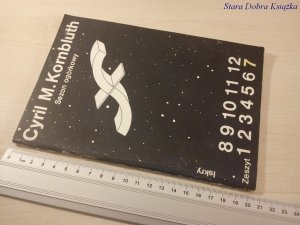 Stara Dobra Książka
Cyril M. Kornbluth
Sezon ogórkowy
Iskry
8 9 10 11 12
Zeszyt 1 2 3 4 5 6 7